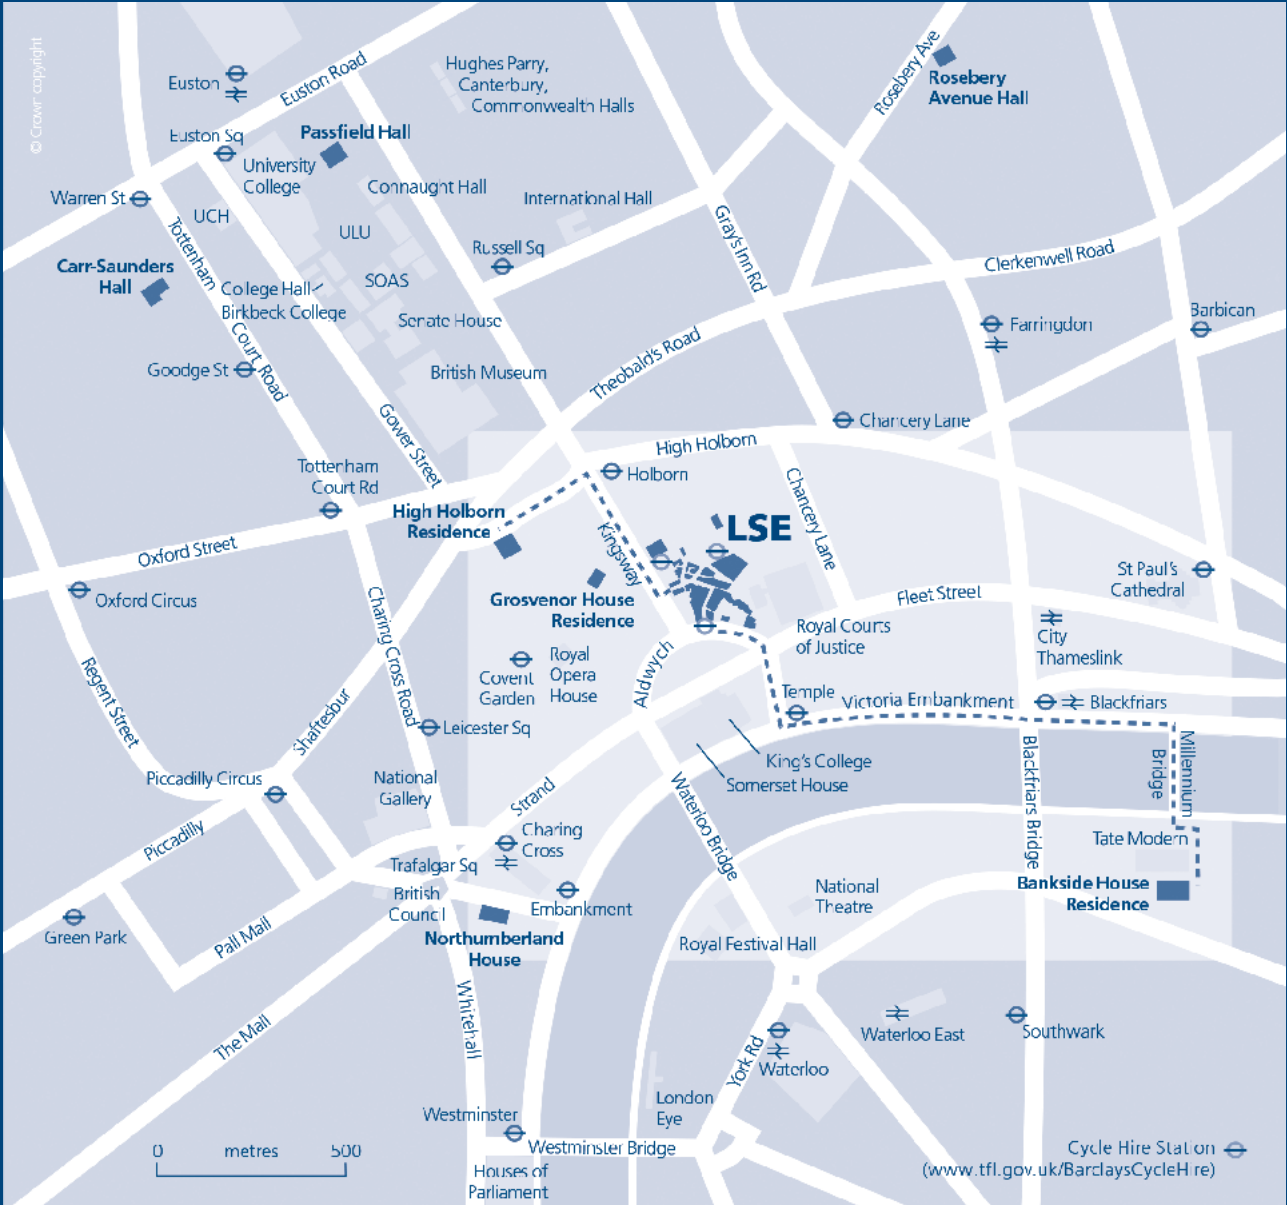 © Crown copyright
Euston
Euston Road
Hughes Parry,
Canterbury,
Commonwealth Halls
Rosebery Ave
Rosebery
Avenue Hall
Euston Sq
Passfield Hall
University
College
Connaught Hall
International Hall
Warren St
UCH
ULU
Tottenham
Court Road
Russell Sq
Gray's Inn Rd
Clerkenwell Road
Carr-Saunders
Hall
College Hall
Birkbeck College
SOAS
Senate House
Farringdon
Barbican
Goodge St
British Museum
Theobald's Road
Gower Street
Chancery Lane
High Holborn
Holborn
Tottenham
Court Rd
High Holborn
Residence
Kingsway
LSE
Chancery Lane
Oxford Street
Oxford Circus
Charing Cross Road
Grosvenor House
Residence
Fleet Street
St Paul's
Cathedral
Royal Courts
of Justice
City
Thameslink
Regent Street
Shaftesbur
Covent
Garden
Royal
Opera
House
Aldwych
Temple
Victoria Embankment
Blackfriars
Leicester Sq
King's College
Somerset House
Millennium
Bridge
Blackfriars Bridge
Piccadilly Circus
National
Gallery
Strand
Waterloo Bridge
Piccadilly
Charing
Cross
Tate Modern
Trafalgar Sq
British
Council
Embankment
National
Theatre
Bankside House
Residence
Green Park
Pall Mall
Northumberland
House
Royal Festival Hall
Whitehall
The Mall
York Rd
Waterloo
Waterloo East
Southwark
London
Eye
Westminster
Westminster Bridge
Houses of
Parliament
0 metres 500
Cycle Hire Station
(www.tfl.gov.uk/BarclaysCycleHire)